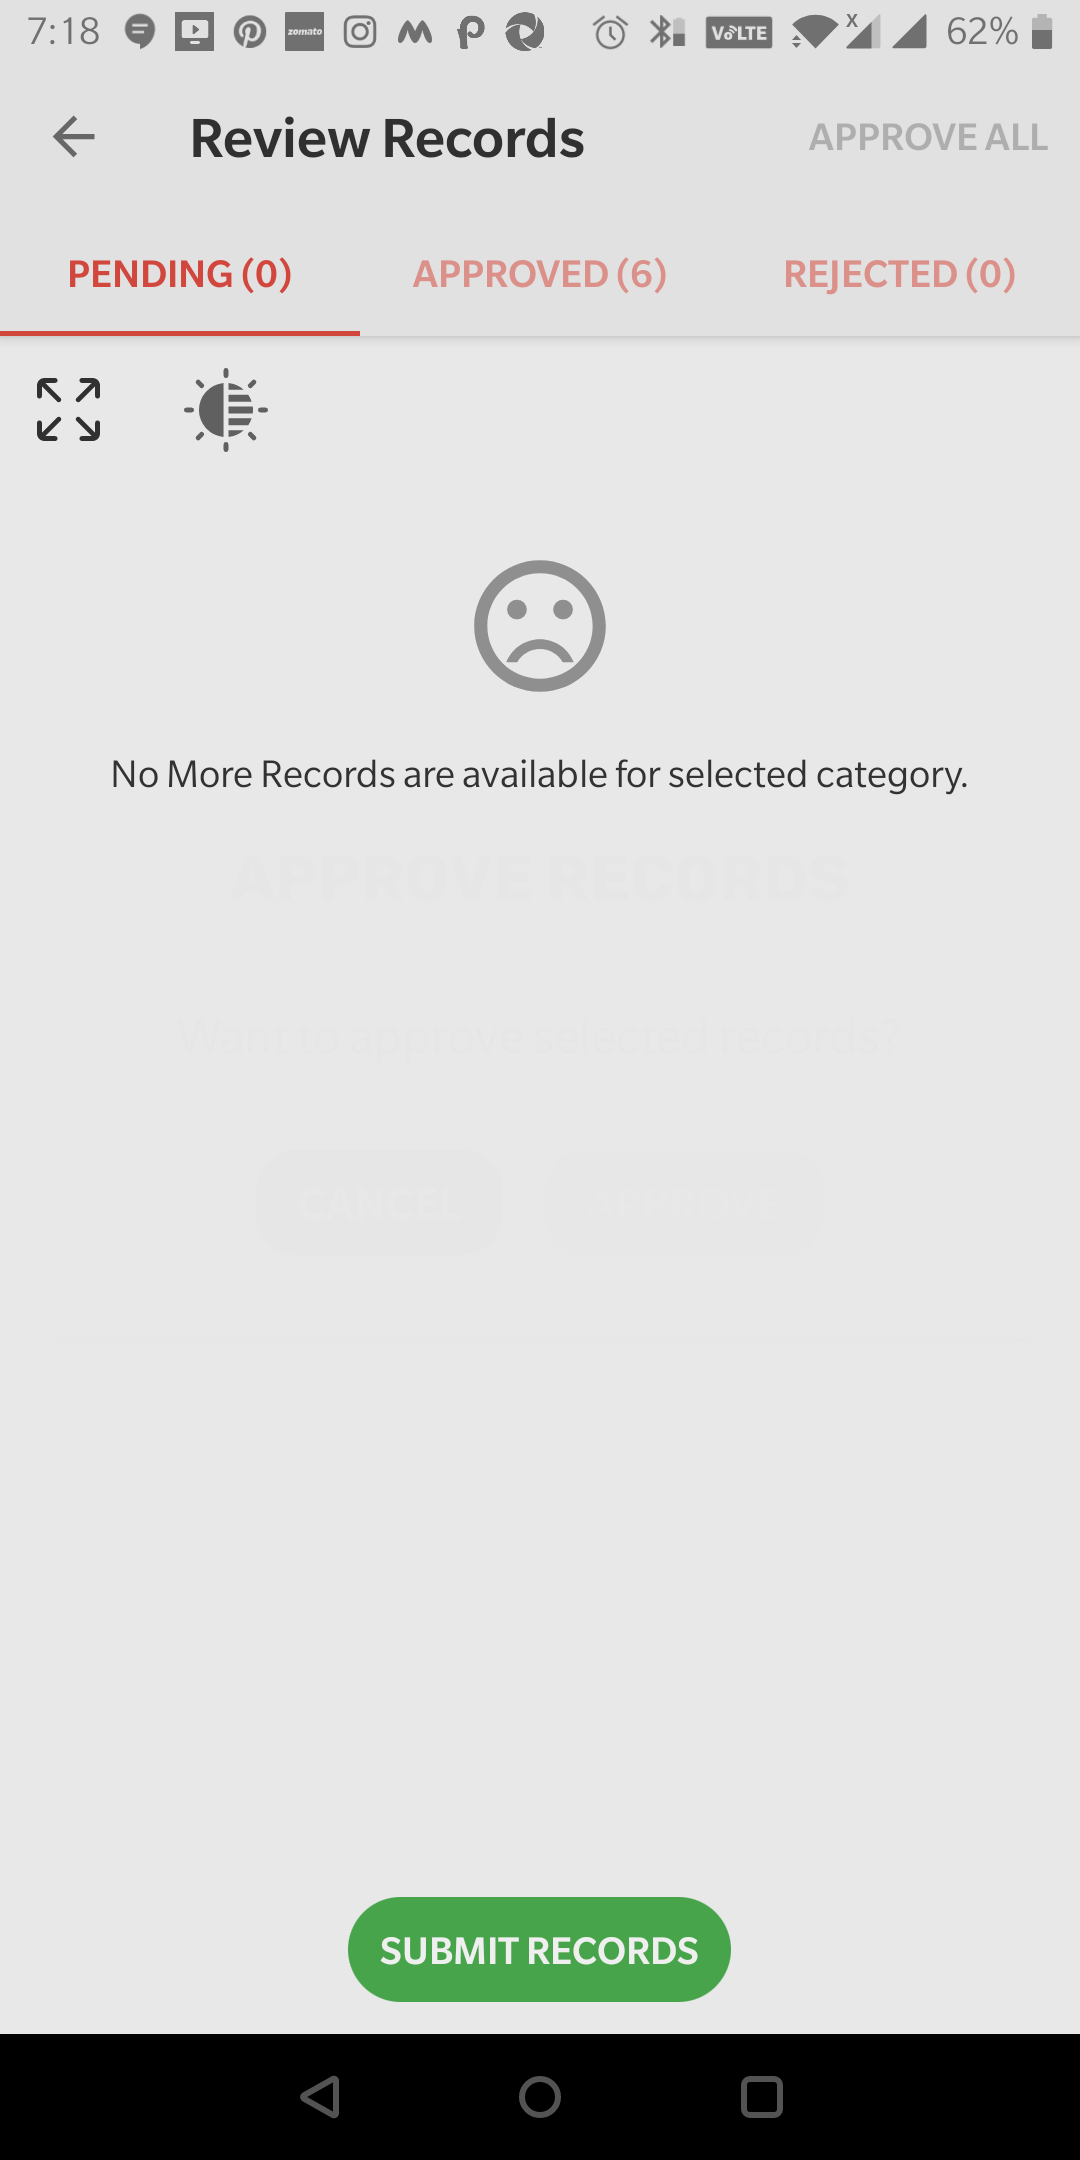 7:18 zomato VoLTE X 62%
Review Records APPROVE ALL
PENDING (0) APPROVED (6) REJECTED (0)
No More Records are available for selected category.
APPROVE RECORDS
Want to approve selected records?
CANCEL APPROVE
SUBMIT RECORDS